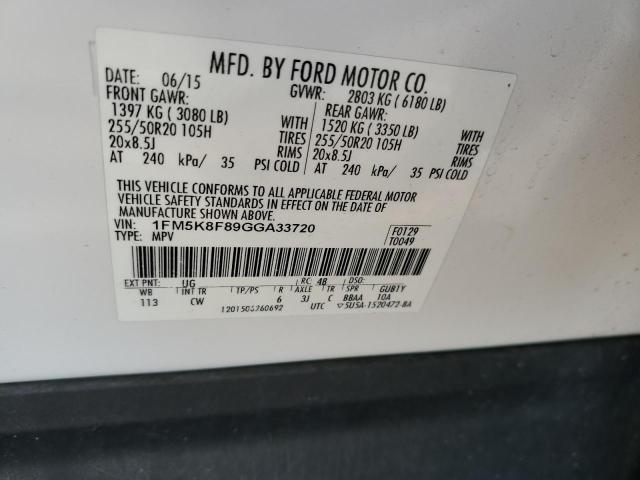 MFD. BY FORD MOTOR CO.
DATE: 06/15 GVWR: 2803 KG ( 6180 LB)
FRONT GAWR: REAR GAWR:
1397 KG ( 3080 LB) WITH 1520 KG ( 3350 LB) WITH
255/50R20 105H TIRES 255/50R20 105H TIRES
20x8.5J RIMS 20x8.5J RIMS
AT 240 kPa/ 35 PSI COLD AT 240 kPa/ 35 PSI COLD
THIS VEHICLE CONFORMS TO ALL APPLICABLE FEDERAL MOTOR
VEHICLE SAFETY STANDARDS IN EFFECT ON THE DATE OF
MANUFACTURE SHOWN ABOVE.
VIN: 1FM5K8F89GGA33720 F0129
TYPE: MPV T0049
EXT PNT: UG RC: 48 DSO:
WB INT TR TP/PS R AXLE TR SPR GUBTY
113 CW 6 3J C BBAA 10A
UTC ▽5U5A-1520472-BA